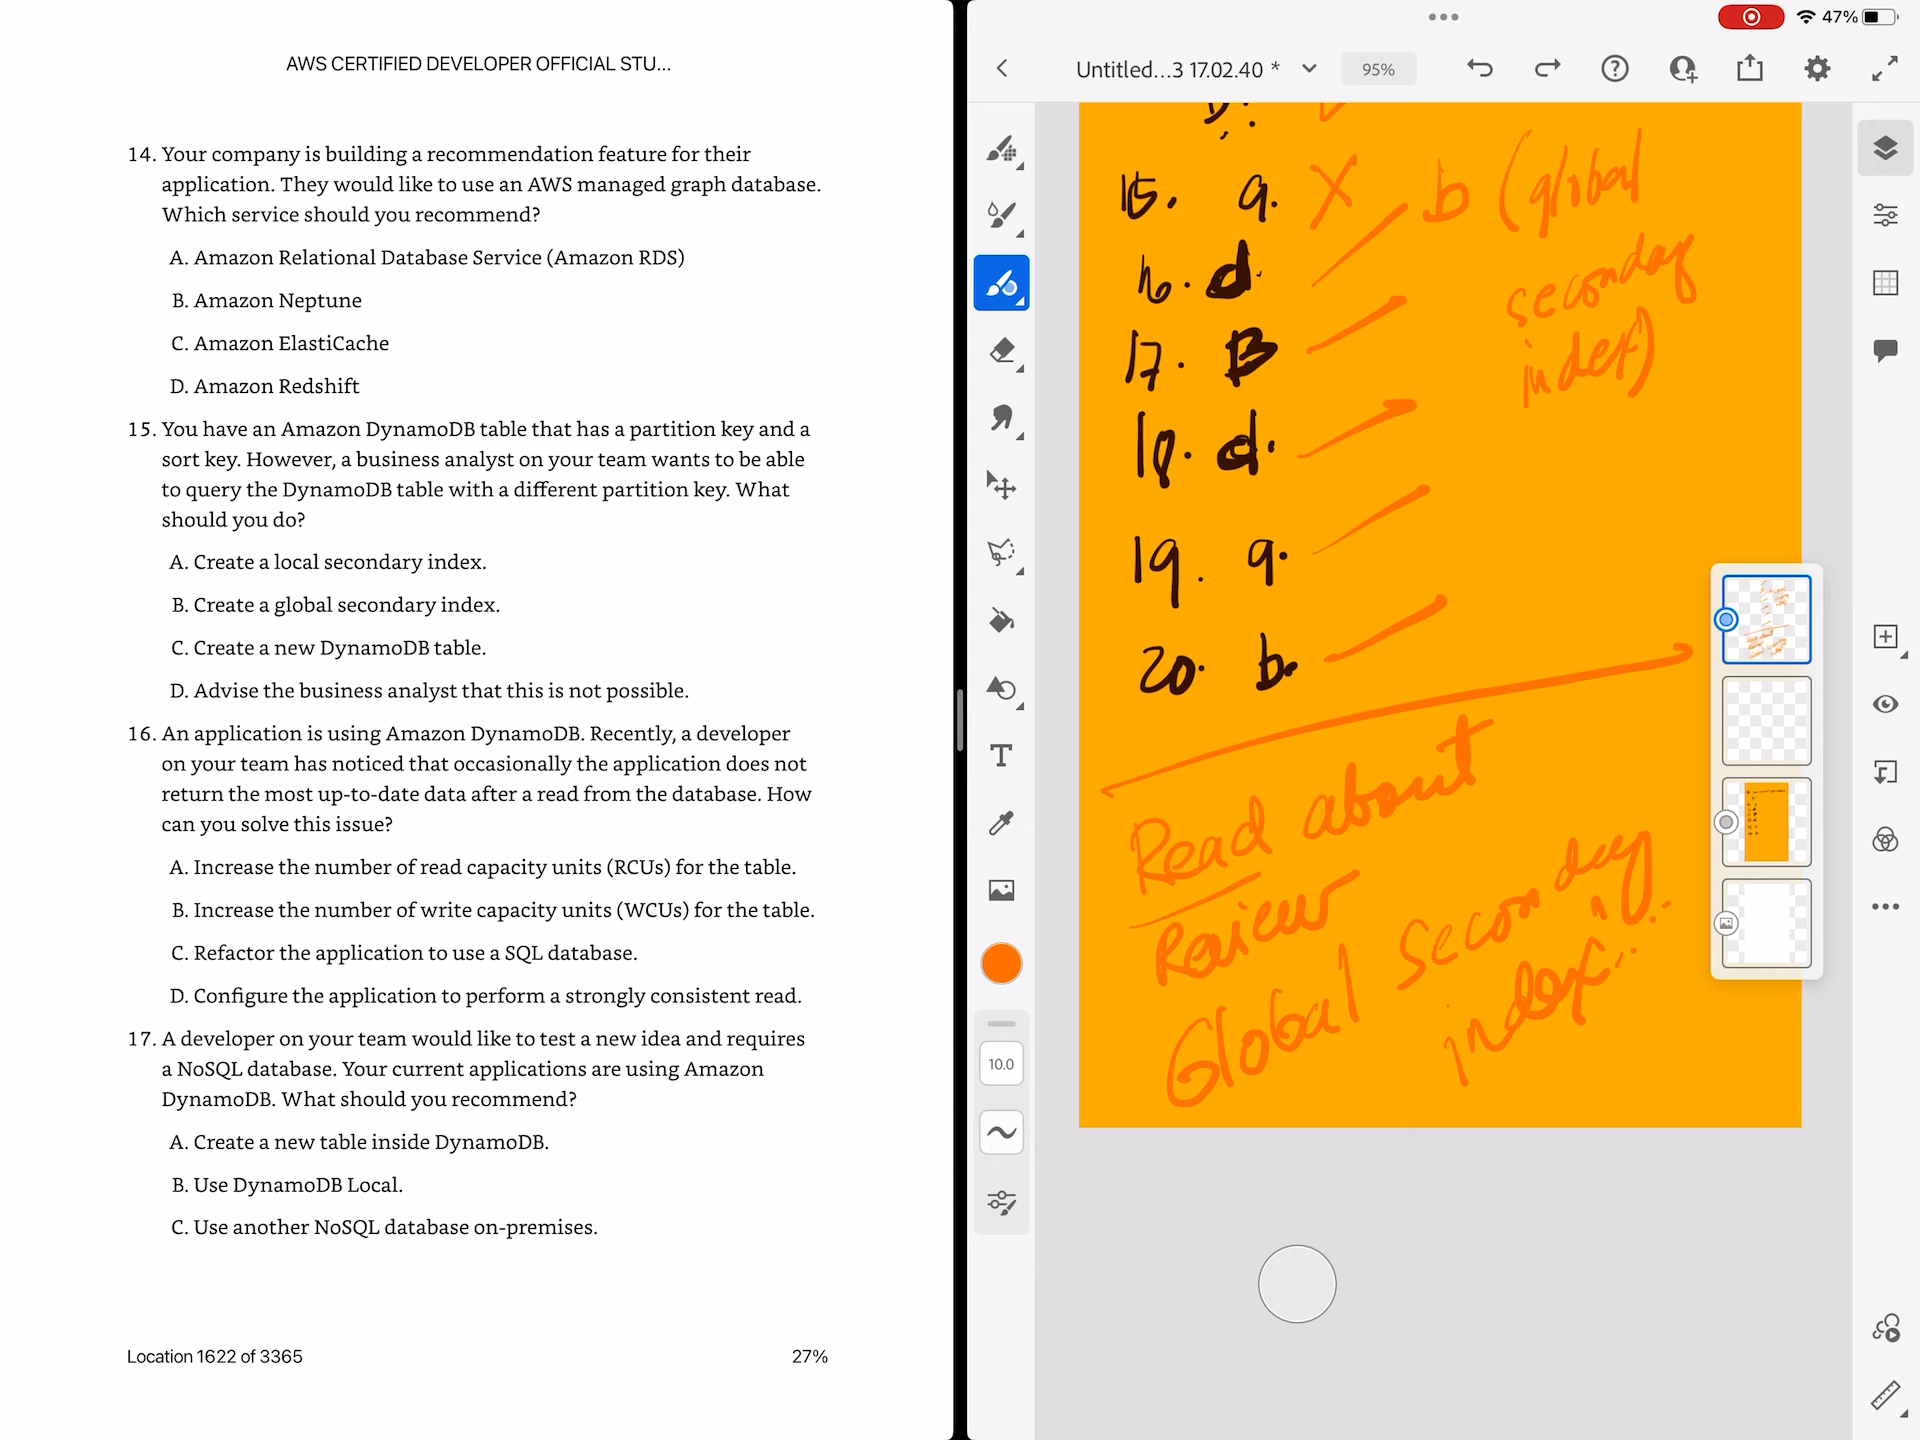 AWS CERTIFIED DEVELOPER OFFICIAL STU...
14. Your company is building a recommendation feature for their
application. They would like to use an AWS managed graph database.
Which service should you recommend?
A. Amazon Relational Database Service (Amazon RDS)
B. Amazon Neptune
C. Amazon ElastiCache
D. Amazon Redshift
15. You have an Amazon DynamoDB table that has a partition key and a
sort key. However, a business analyst on your team wants to be able
to query the DynamoDB table with a different partition key. What
should you do?
A. Create a local secondary index.
B. Create a global secondary index.
C. Create a new DynamoDB table.
D. Advise the business analyst that this is not possible.
16. An application is using Amazon DynamoDB. Recently, a developer
on your team has noticed that occasionally the application does not
return the most up-to-date data after a read from the database. How
can you solve this issue?
A. Increase the number of read capacity units (RCUs) for the table.
B. Increase the number of write capacity units (WCUs) for the table.
C. Refactor the application to use a SQL database.
D. Configure the application to perform a strongly consistent read.
17. A developer on your team would like to test a new idea and requires
a NoSQL database. Your current applications are using Amazon
DynamoDB. What should you recommend?
A. Create a new table inside DynamoDB.
B. Use DynamoDB Local.
C. Use another NoSQL database on-premises.
Location 1622 of 3365
27%
47%
Untitled...3 17.02.40 *
95%
10.0
15. a. X b (global
secondary
index)
16. d.
17. B
18. d.
19. a.
20. b.
Read about
Review
Global Secondary
index..